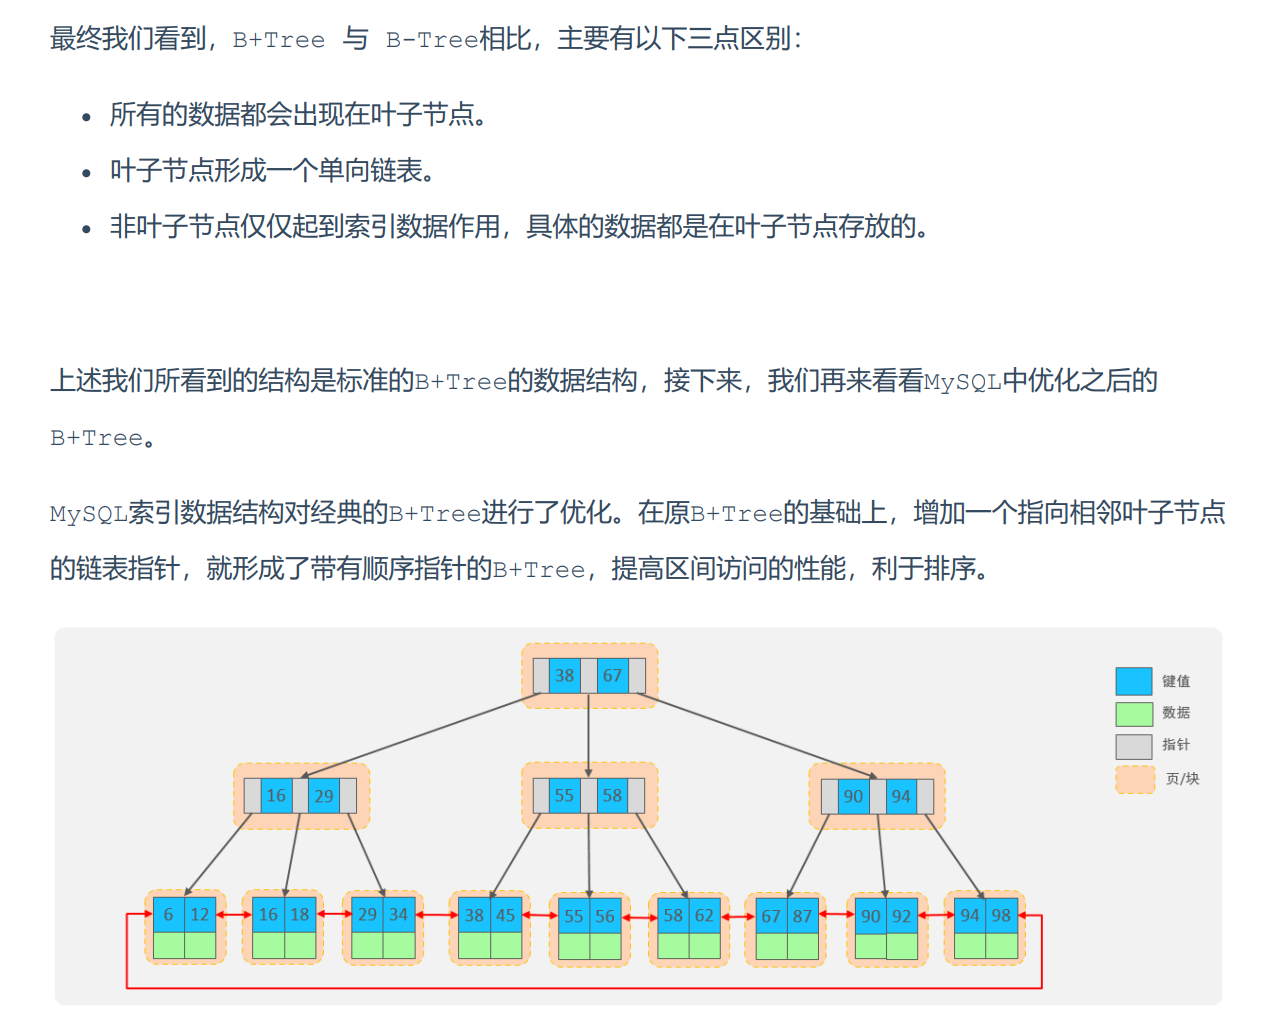 最终我们看到，B+Tree 与 B-Tree相比，主要有以下三点区别：
• 所有的数据都会出现在叶子节点。
• 叶子节点形成一个单向链表。
• 非叶子节点仅仅起到索引数据作用，具体的数据都是在叶子节点存放的。
上述我们所看到的结构是标准的B+Tree的数据结构，接下来，我们再来看看MySQL中优化之后的
B+Tree。
MySQL索引数据结构对经典的B+Tree进行了优化。在原B+Tree的基础上，增加一个指向相邻叶子节点
的链表指针，就形成了带有顺序指针的B+Tree，提高区间访问的性能，利于排序。
38 67
键值
数据
指针
页/块
16 29 55 58 90 94
6 12 16 18 29 34 38 45 55 56 58 62 67 87 90 92 94 98